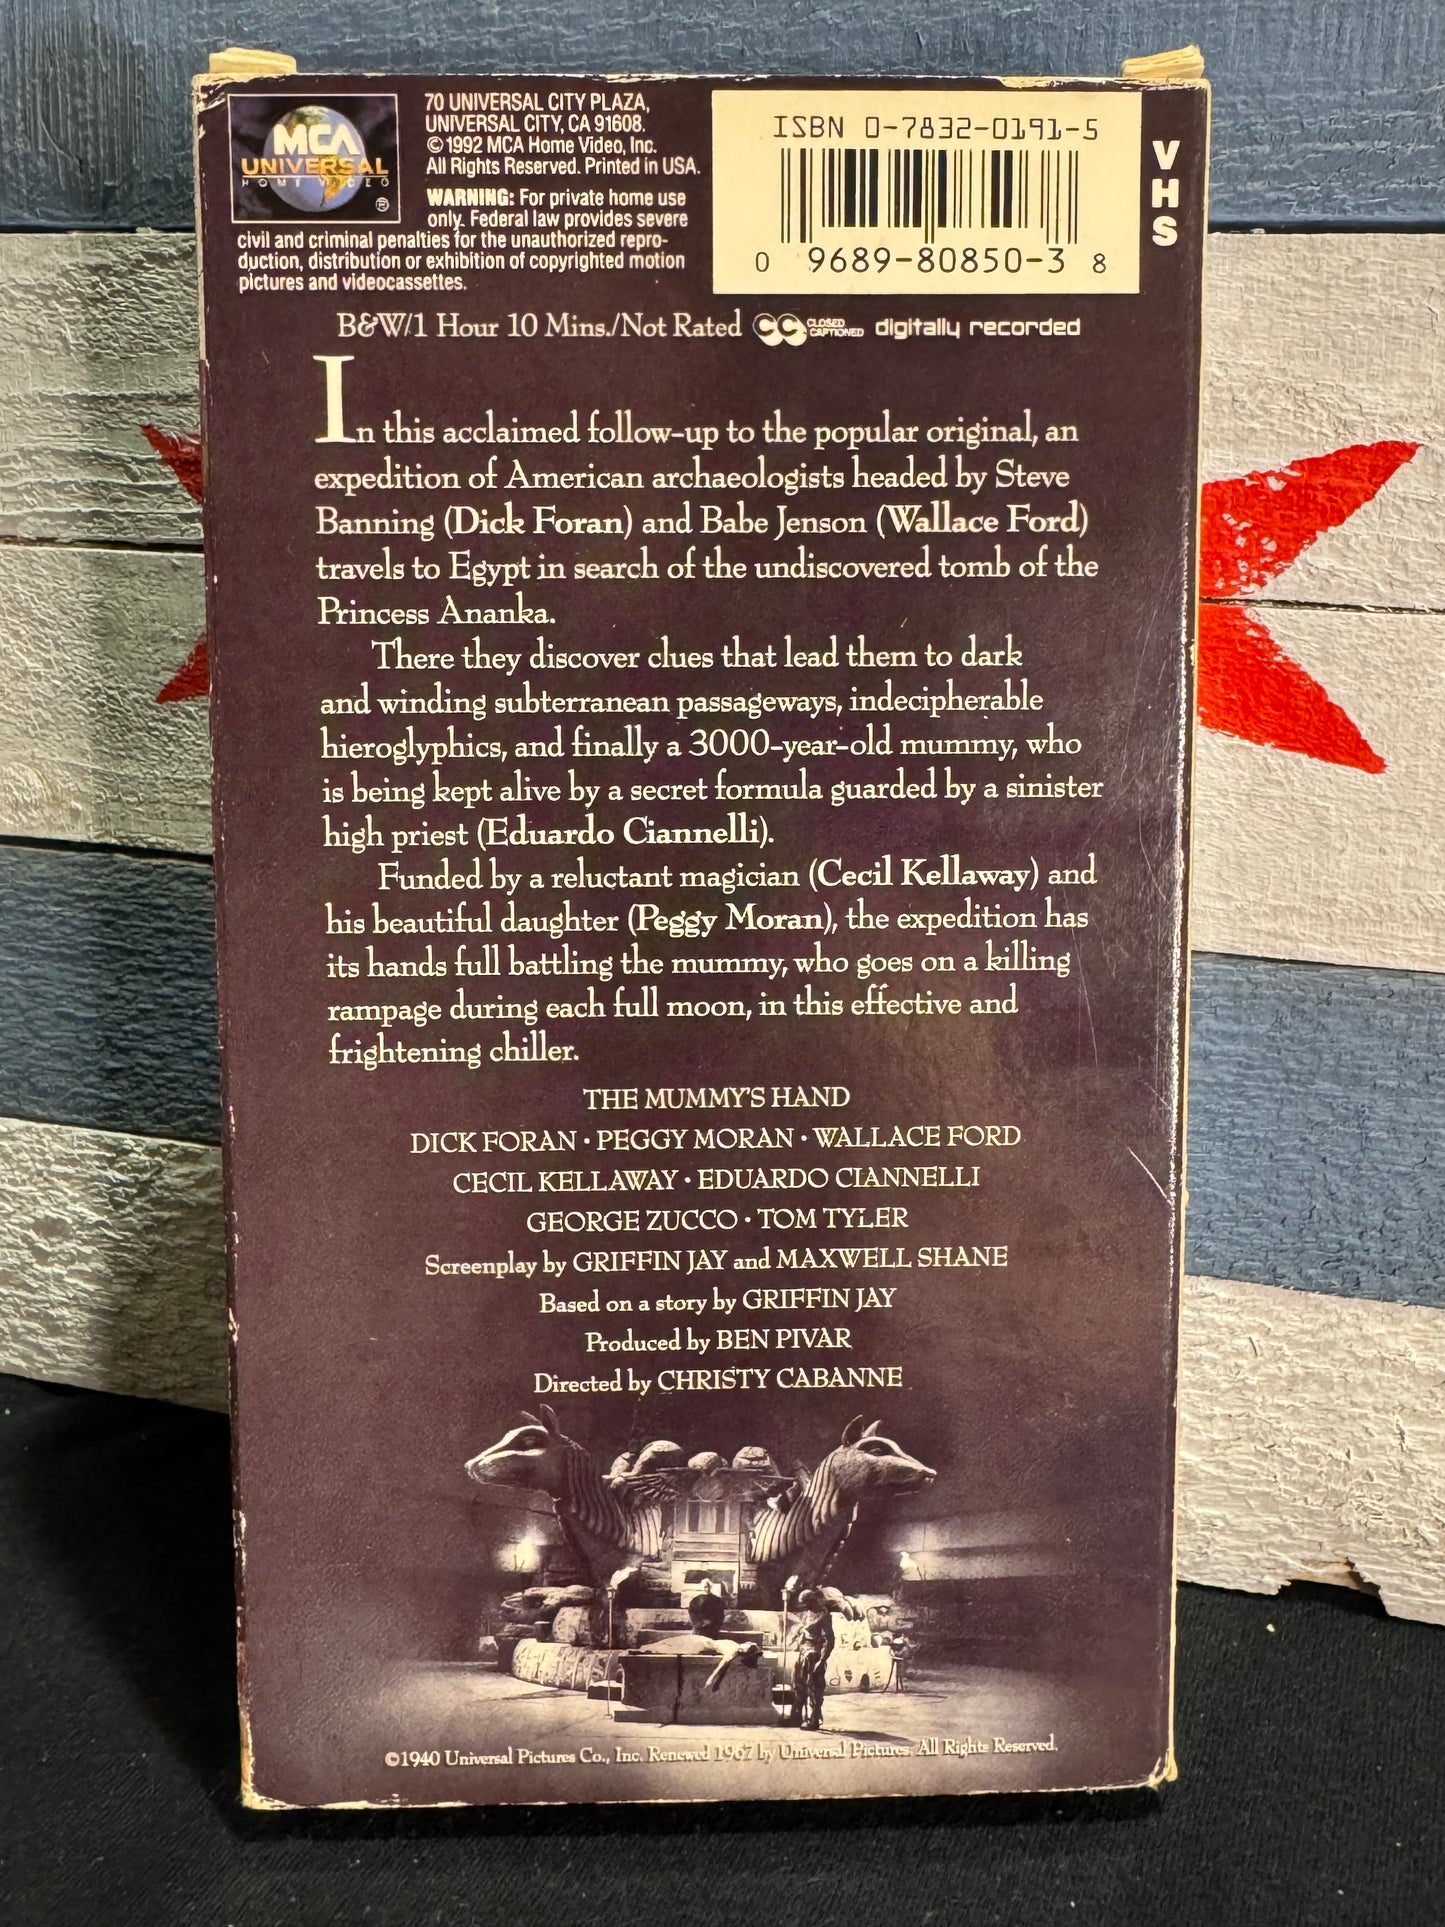 MCA
UNIVERSAL
HOME VIDEO
®
70 UNIVERSAL CITY PLAZA,
UNIVERSAL CITY, CA 91608.
©1992 MCA Home Video, Inc.
All Rights Reserved. Printed in USA.
WARNING: For private home use
only. Federal law provides severe
civil and criminal penalties for the unauthorized repro-
duction, distribution or exhibition of copyrighted motion
pictures and videocassettes.
ISBN 0-7832-0191-5
0 9689-80850-3 8
VHS
B&W/1 Hour 10 Mins./Not Rated CC CLOSED CAPTIONED digitally recorded
In this acclaimed follow-up to the popular original, an
expedition of American archaeologists headed by Steve
Banning (Dick Foran) and Babe Jenson (Wallace Ford)
travels to Egypt in search of the undiscovered tomb of the
Princess Ananka.
There they discover clues that lead them to dark
and winding subterranean passageways, indecipherable
hieroglyphics, and finally a 3000-year-old mummy, who
is being kept alive by a secret formula guarded by a sinister
high priest (Eduardo Ciannelli).
Funded by a reluctant magician (Cecil Kellaway) and
his beautiful daughter (Peggy Moran), the expedition has
its hands full battling the mummy, who goes on a killing
rampage during each full moon, in this effective and
frightening chiller.
THE MUMMY'S HAND
DICK FORAN • PEGGY MORAN • WALLACE FORD
CECIL KELLAWAY • EDUARDO CIANNELLI
GEORGE ZUCCO • TOM TYLER
Screenplay by GRIFFIN JAY and MAXWELL SHANE
Based on a story by GRIFFIN JAY
Produced by BEN PIVAR
Directed by CHRISTY CABANNE
©1940 Universal Pictures Co., Inc. Renewed 1967 by Universal Pictures. All Rights Reserved.